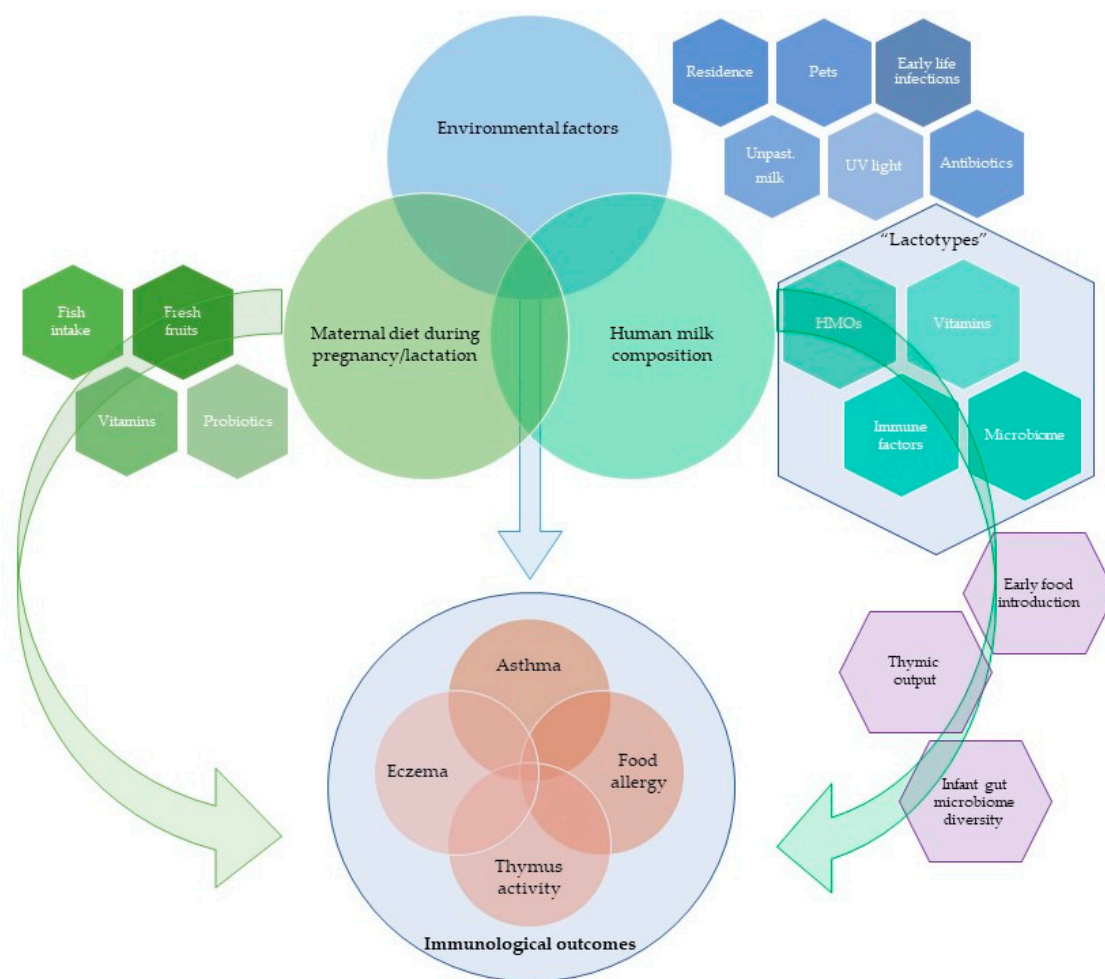 Environmental factors
Residence
Pets
Early life
infections
Unpast.
milk
UV light
Antibiotics
Maternal diet during
pregnancy/lactation
Human milk
composition
Fish
intake
Fresh
fruits
Vitamins
Probiotics
“Lactotypes”
HMOs
Vitamins
Immune
factors
Microbiome
Early food
introduction
Thymic
output
Infant gut
microbiome
diversity
Asthma
Eczema
Food
allergy
Thymus
activity
Immunological outcomes